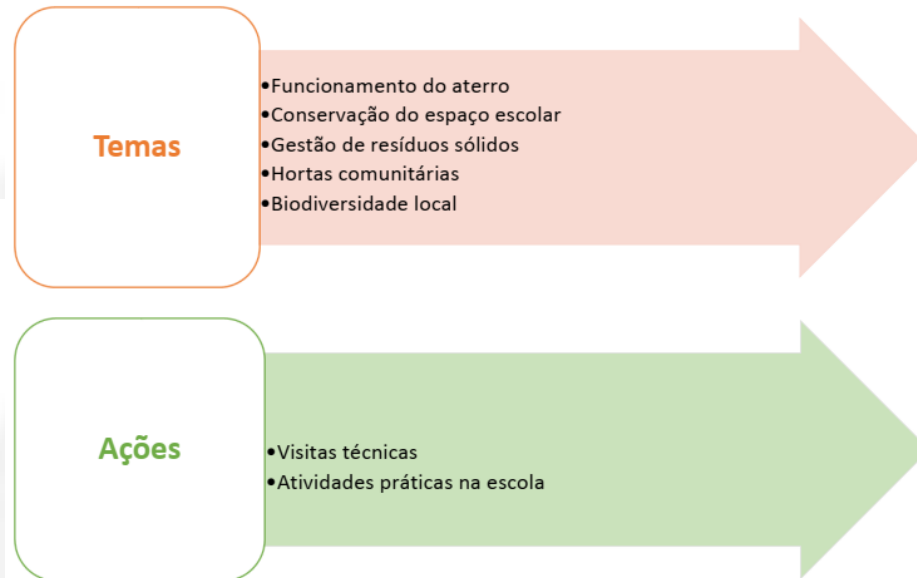 Temas
•Funcionamento do aterro
•Conservação do espaço escolar
•Gestão de resíduos sólidos
•Hortas comunitárias
•Biodiversidade local
Ações
•Visitas técnicas
•Atividades práticas na escola